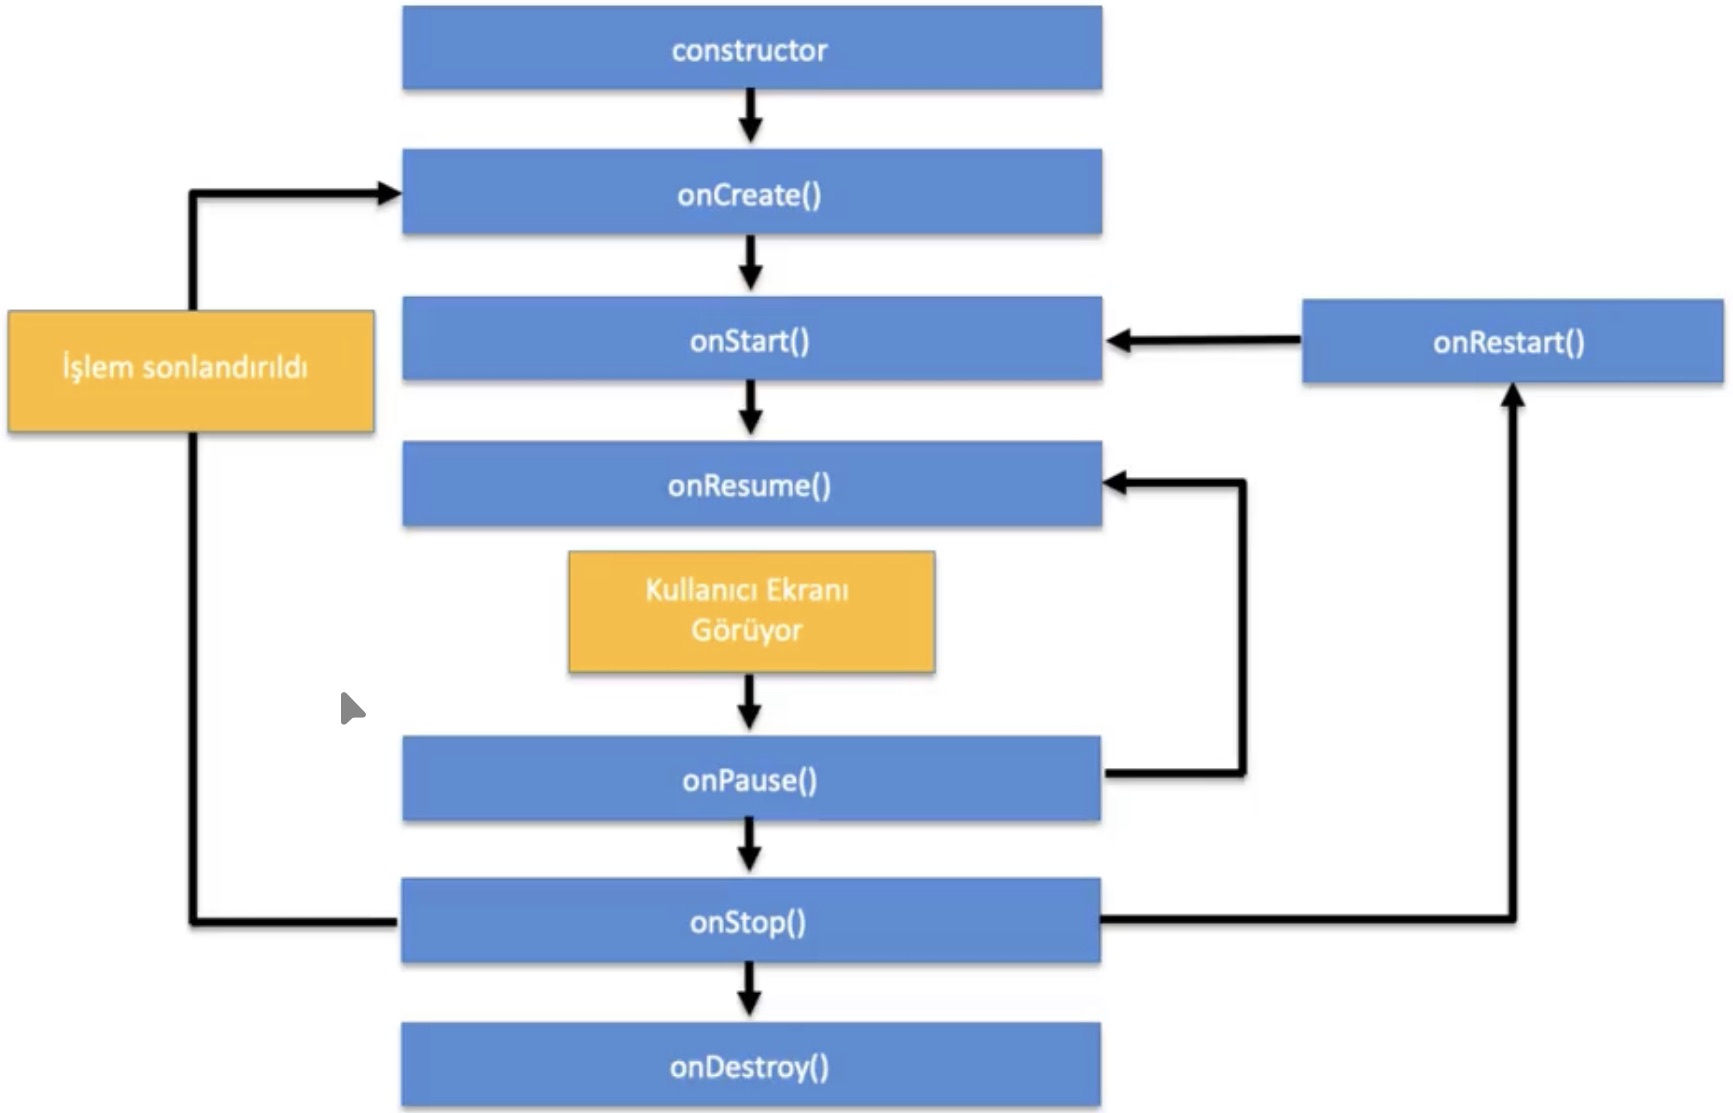 constructor
onCreate()
onStart()
onRestart()
İşlem sonlandırıldı
onResume()
Kullanıcı Ekranı
Görüyor
onPause()
onStop()
onDestroy()